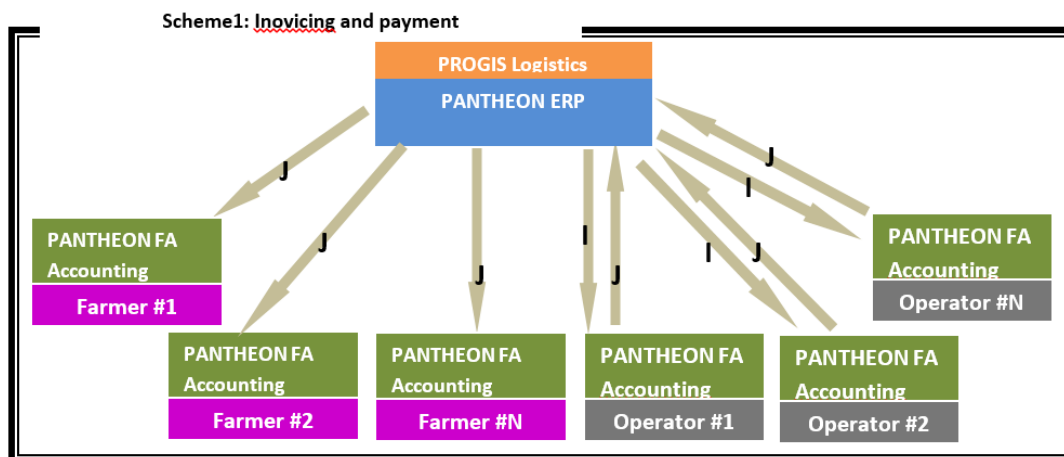 Scheme1: Inovicing and payment
PROGIS Logistics
PANTHEON ERP
J
J
J
I
J
I
J
I
J
PANTHEON FA
Accounting
Farmer #1
PANTHEON FA
Accounting
Farmer #2
PANTHEON FA
Accounting
Farmer #N
PANTHEON FA
Accounting
Operator #1
PANTHEON FA
Accounting
Operator #2
PANTHEON FA
Accounting
Operator #N